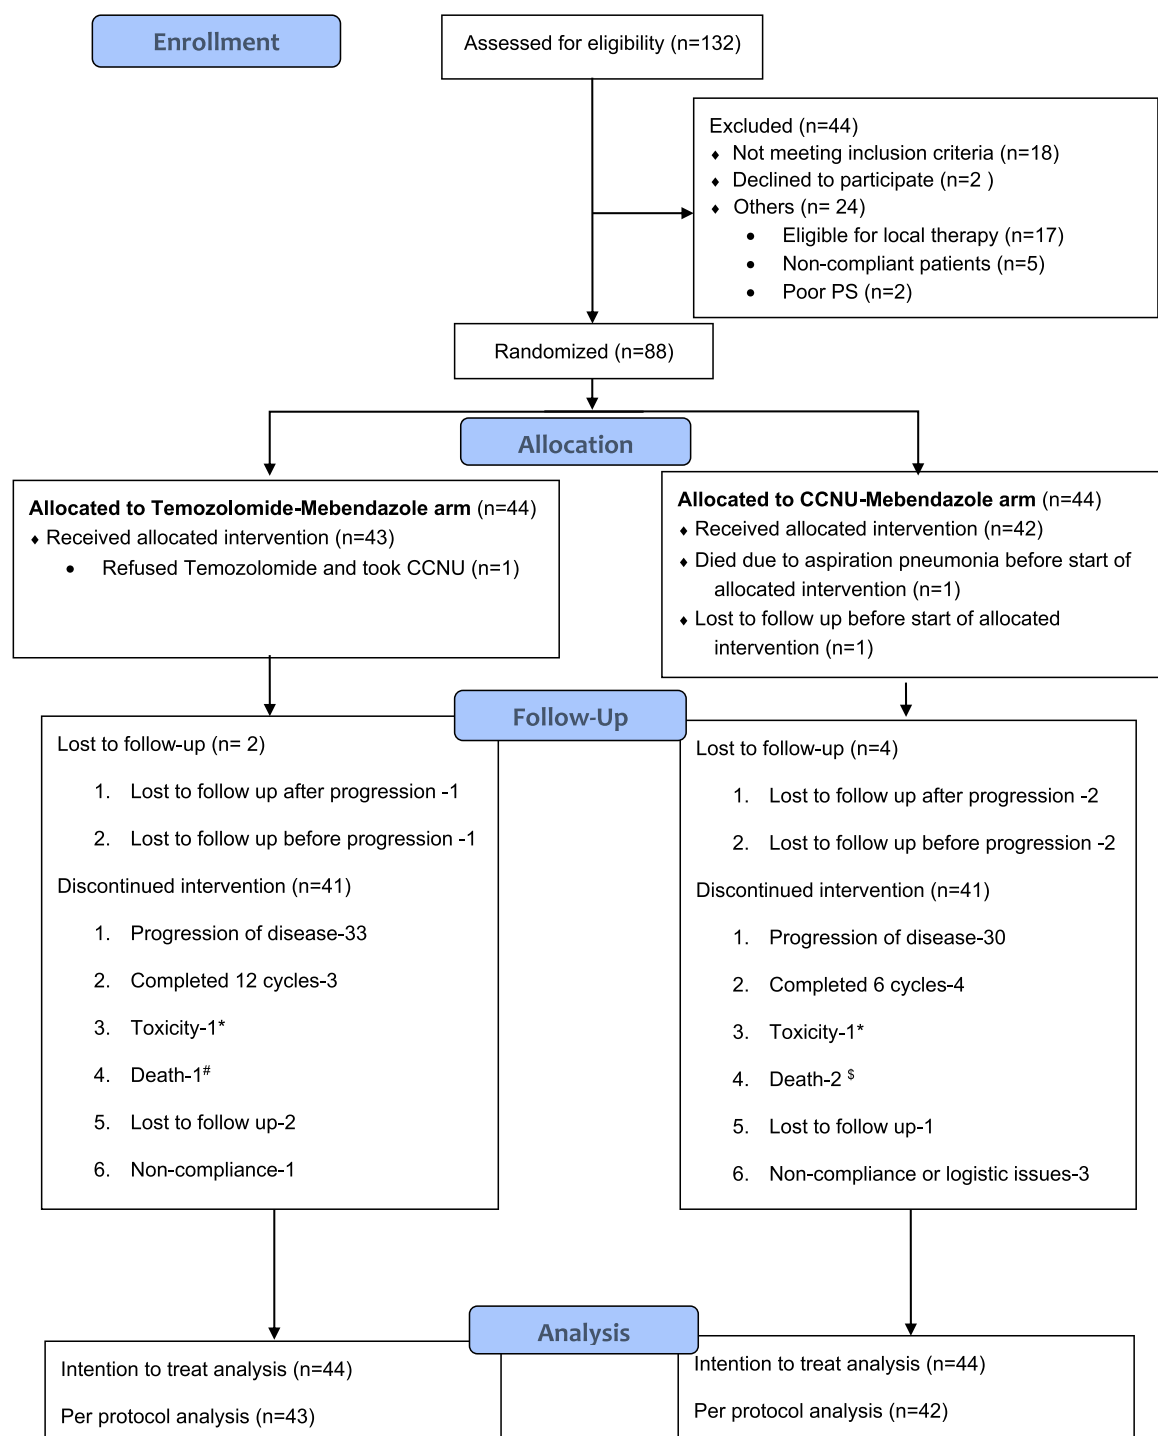 Enrollment
Assessed for eligibility (n=132)
Excluded (n=44)
♦ Not meeting inclusion criteria (n=18)
♦ Declined to participate (n=2 )
♦ Others (n= 24)
• Eligible for local therapy (n=17)
• Non-compliant patients (n=5)
• Poor PS (n=2)
Randomized (n=88)
Allocation
Allocated to Temozolomide-Mebendazole arm (n=44)
♦ Received allocated intervention (n=43)
• Refused Temozolomide and took CCNU (n=1)
Allocated to CCNU-Mebendazole arm (n=44)
♦ Received allocated intervention (n=42)
♦ Died due to aspiration pneumonia before start of
allocated intervention (n=1)
♦ Lost to follow up before start of allocated
intervention (n=1)
Follow-Up
Lost to follow-up (n= 2)
1. Lost to follow up after progression -1
2. Lost to follow up before progression -1
Discontinued intervention (n=41)
1. Progression of disease-33
2. Completed 12 cycles-3
3. Toxicity-1*
4. Death-1#
5. Lost to follow up-2
6. Non-compliance-1
Lost to follow-up (n=4)
1. Lost to follow up after progression -2
2. Lost to follow up before progression -2
Discontinued intervention (n=41)
1. Progression of disease-30
2. Completed 6 cycles-4
3. Toxicity-1*
4. Death-2 $
5. Lost to follow up-1
6. Non-compliance or logistic issues-3
Analysis
Intention to treat analysis (n=44)
Per protocol analysis (n=43)
Intention to treat analysis (n=44)
Per protocol analysis (n=42)